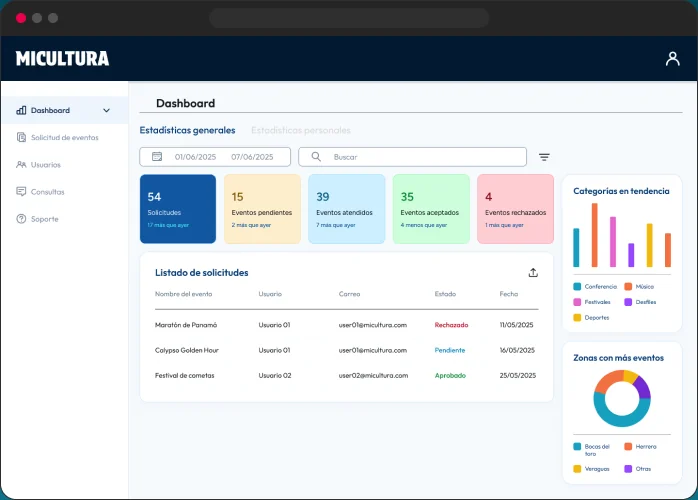 MICULTURA
Dashboard
Solicitud de eventos
Usuarios
Consultas
Soporte
Dashboard
Estadísticas generales Estadísticas personales
01/06/2025 07/06/2025 Buscar
54
Solicitudes
17 más que ayer
15
Eventos pendientes
2 más que ayer
39
Eventos atendidos
7 más que ayer
35
Eventos aceptados
4 menos que ayer
4
Eventos rechazados
1 más que ayer
Listado de solicitudes
Nombre del evento Usuario Correo Estado Fecha
Maratón de Panamá Usuario 01 user01@micultura.com Rechazado 11/05/2025
Calypso Golden Hour Usuario 01 user01@micultura.com Pendiente 16/05/2025
Festival de cometas Usuario 02 user02@micultura.com Aprobado 25/05/2025
Categorías en tendencia
Conferencia Música
Festivales Desfiles
Deportes
Zonas con más eventos
Bocas del toro Herrera
Veraguas Otras